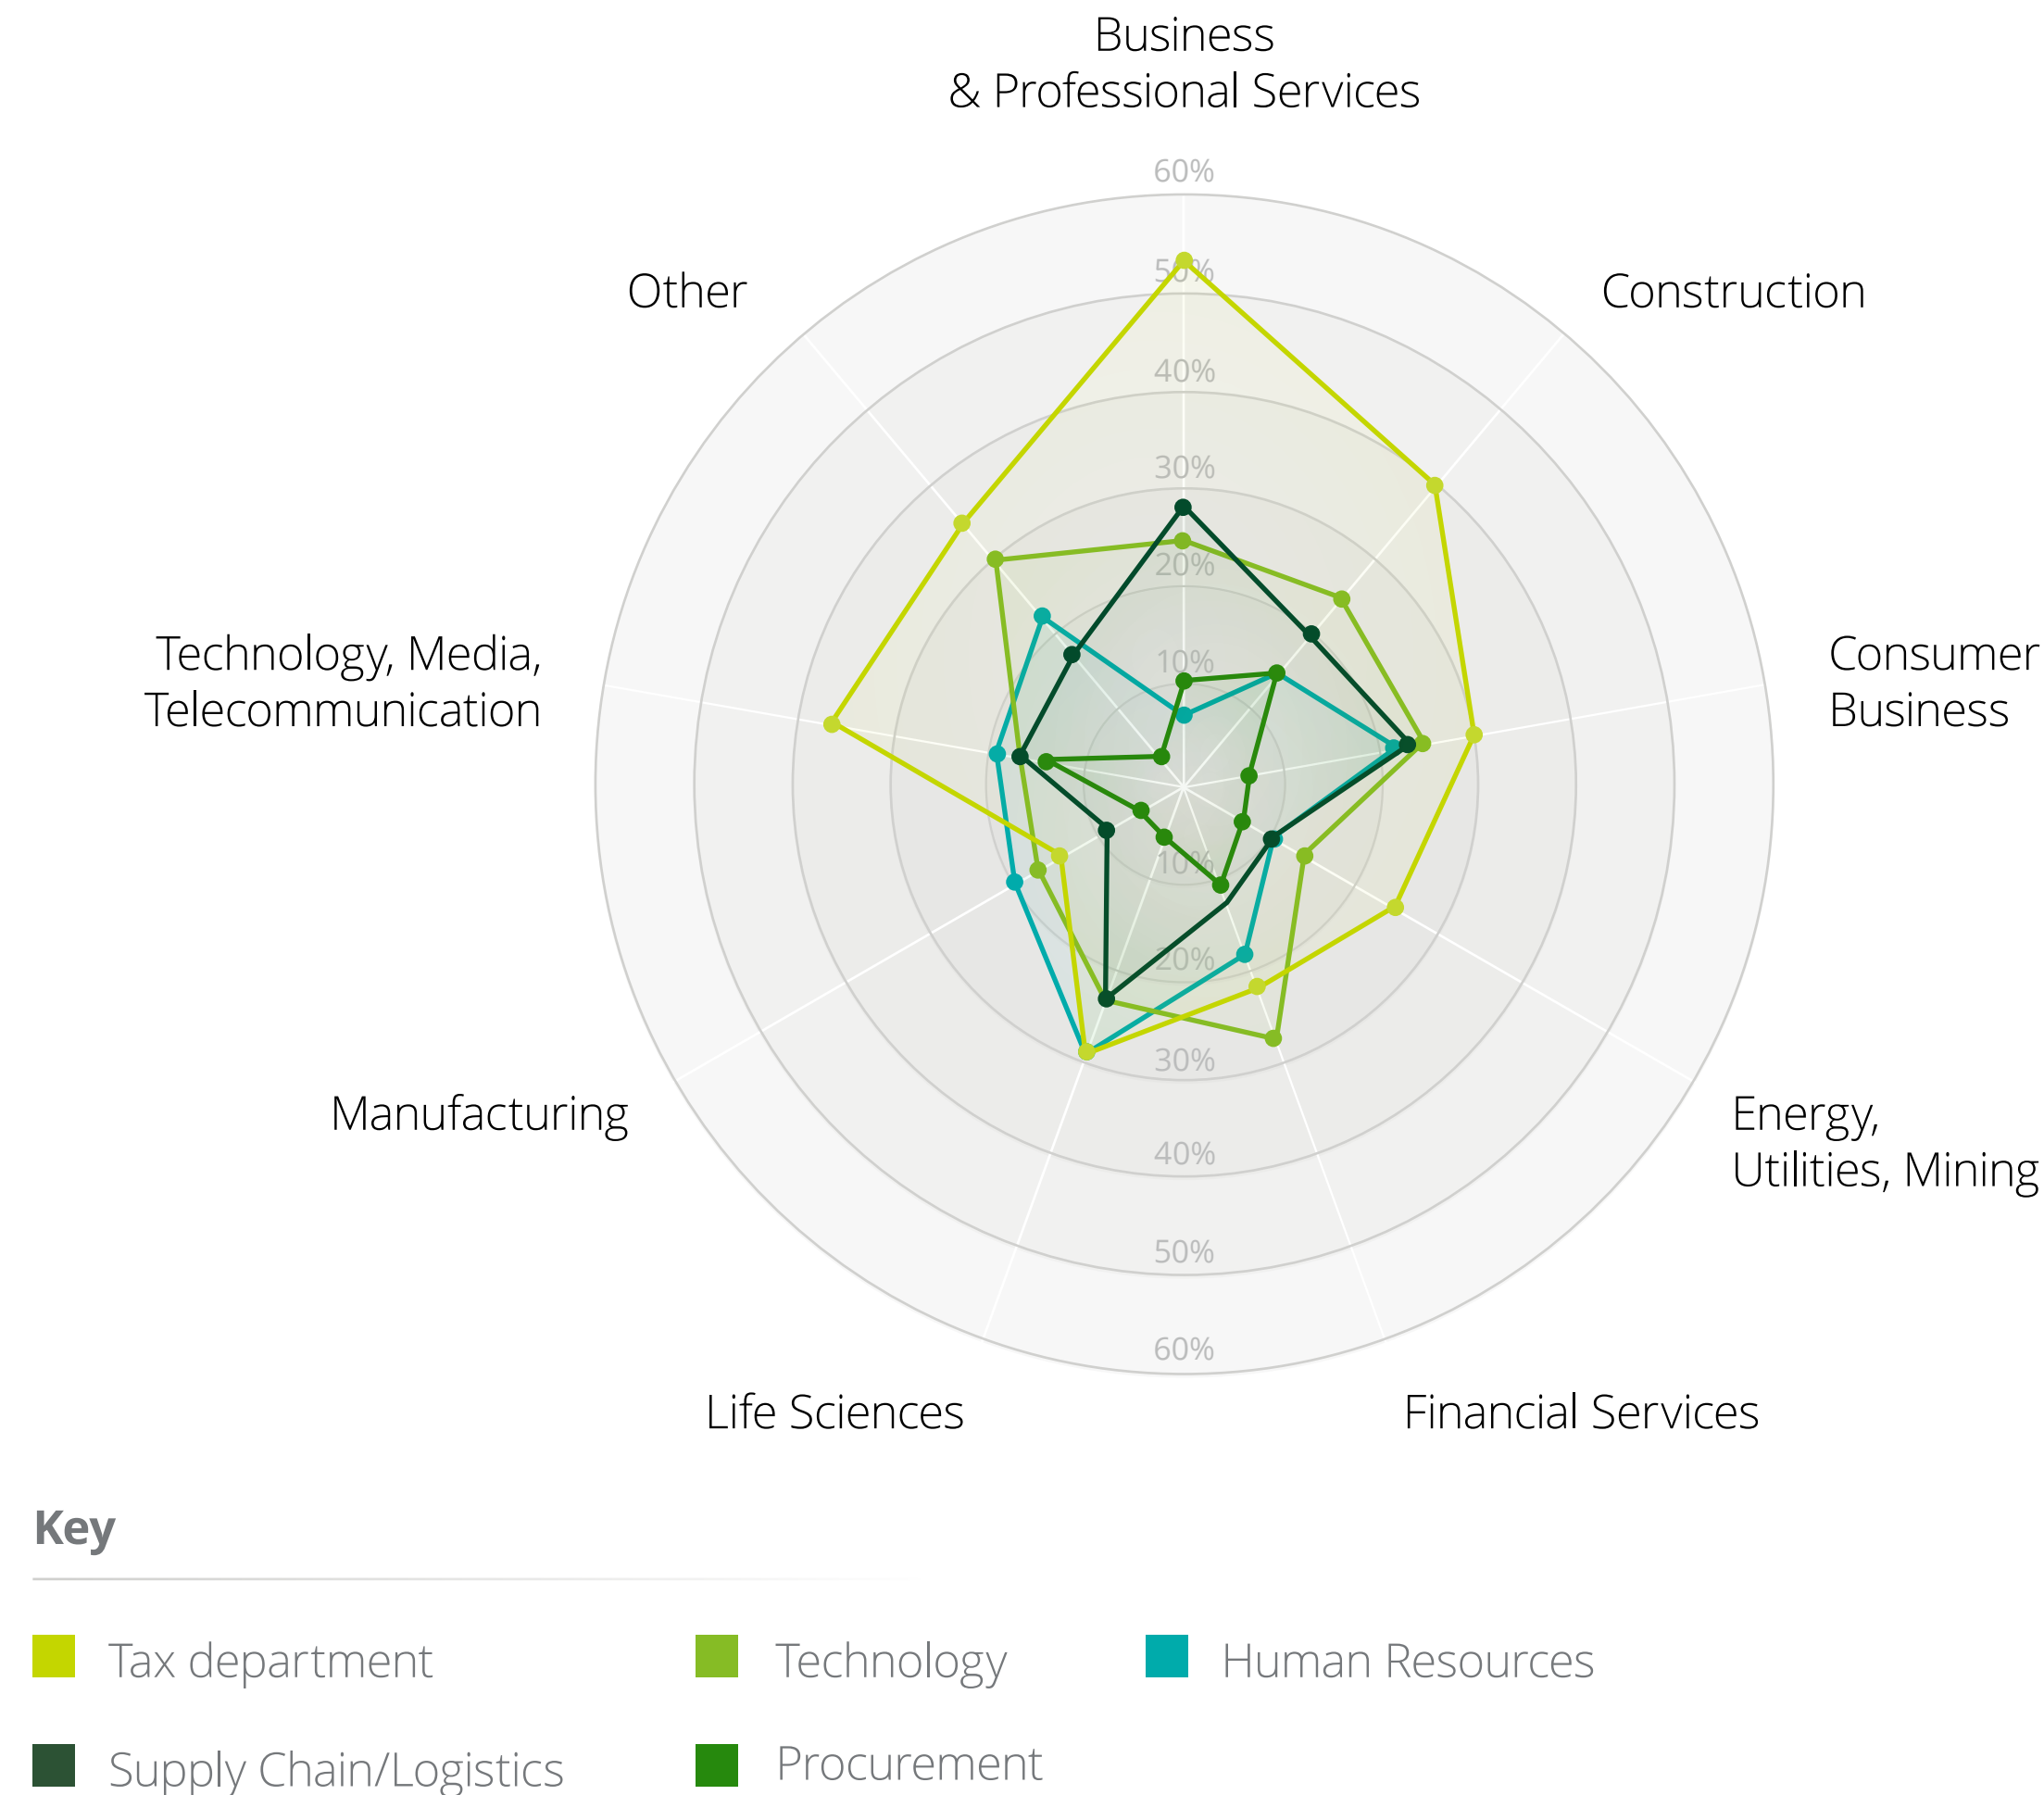 Business
& Professional Services
60%
Other
50%
Construction
40%
30%
20%
Technology, Media,
Telecommunication
10%
Consumer
Business
10%
20%
30%
Manufacturing
Energy,
Utilities, Mining
40%
50%
60%
Life Sciences
Financial Services
Key
Tax department
Technology
Human Resources
Supply Chain/Logistics
Procurement